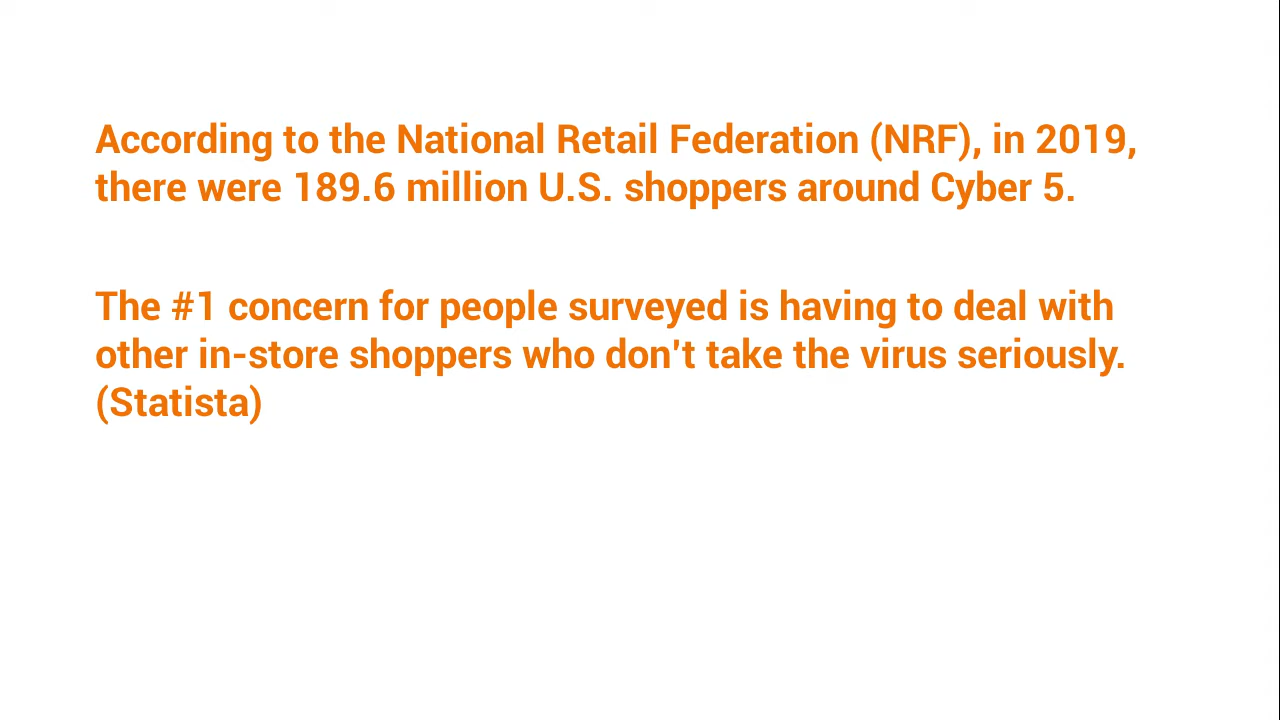 According to the National Retail Federation (NRF), in 2019,
there were 189.6 million U.S. shoppers around Cyber 5.
The #1 concern for people surveyed is having to deal with
other in-store shoppers who don't take the virus seriously.
(Statista)